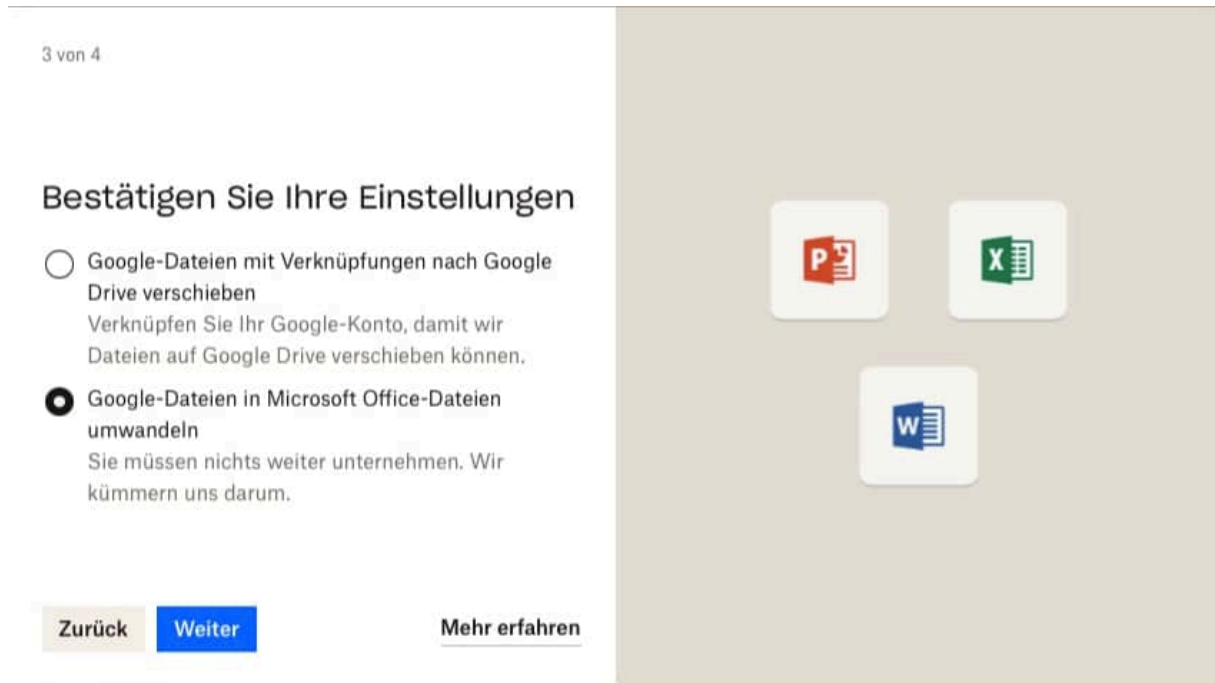 3 von 4
Bestätigen Sie Ihre Einstellungen
Google-Dateien mit Verknüpfungen nach Google
Drive verschieben
Verknüpfen Sie Ihr Google-Konto, damit wir
Dateien auf Google Drive verschieben können.
Google-Dateien in Microsoft Office-Dateien
umwandeln
Sie müssen nichts weiter unternehmen. Wir
kümmern uns darum.
Zurück Weiter Mehr erfahren
P X
W